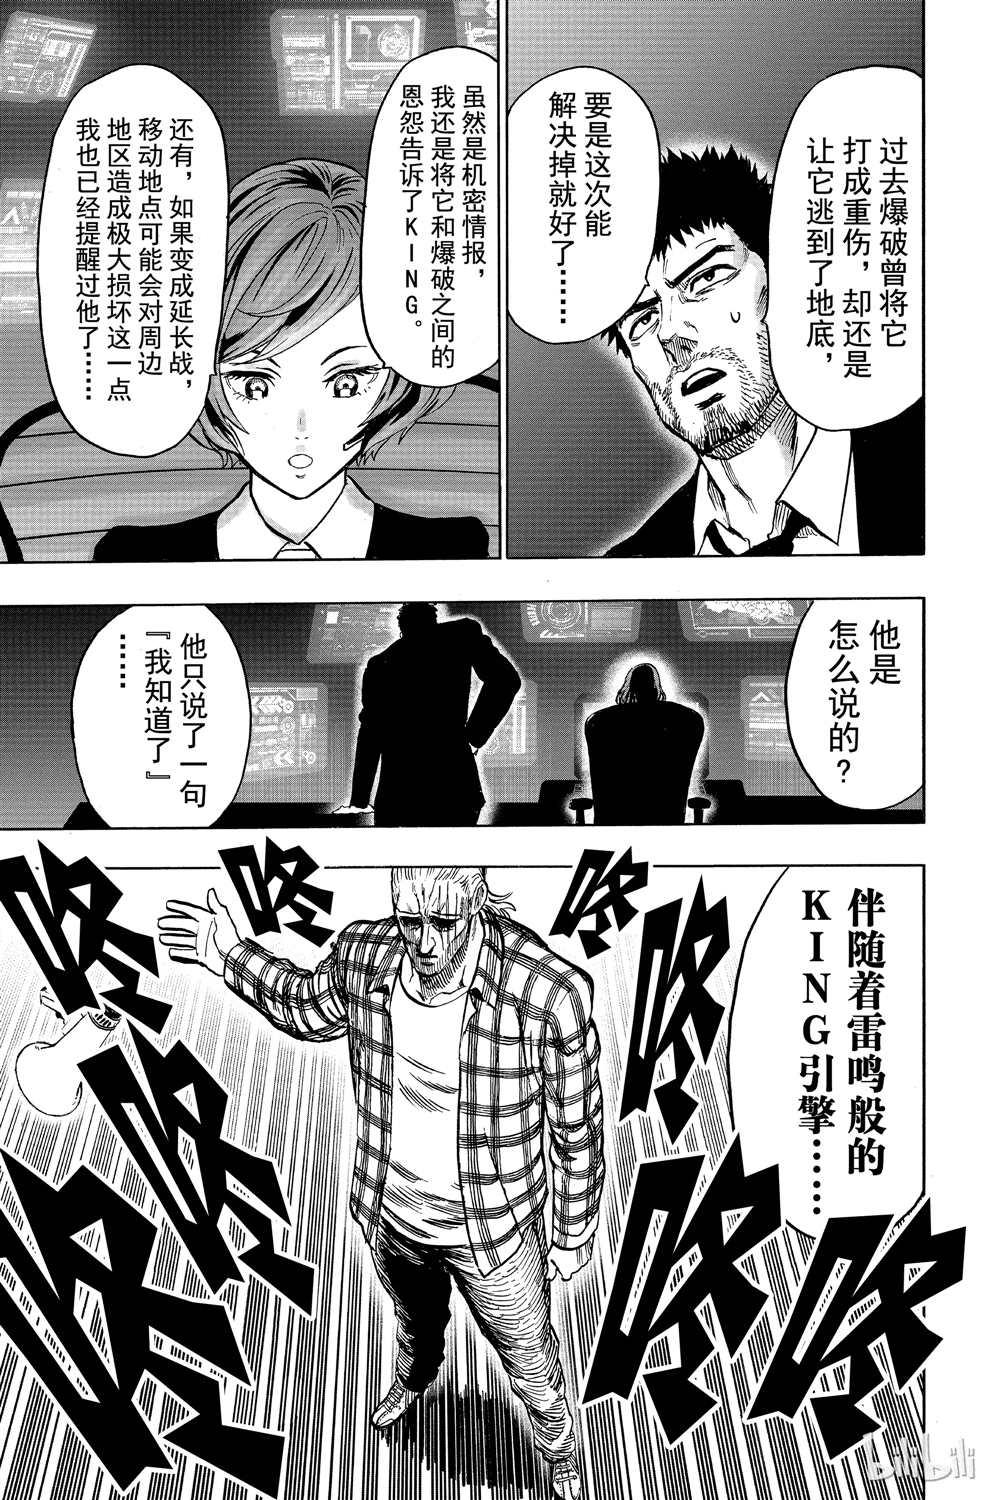 过去爆破曾将它
打成重伤，却还是
让它逃到了地底，
要是这次能
解决掉就好了……
虽然是机密情报，
我还是将它和爆破之间的
恩怨告诉了KING。
还有，如果变成延长战，
移动地点可能会对周边
地区造成极大损坏这一点
我也已经提醒过他了……
他是
怎么说的？
他只说了一句
『我知道了』
……
伴随着雷鸣般的
KING引擎……
咚
咚
咚
咚
咚
咚
咚
咚
咚
bilibili